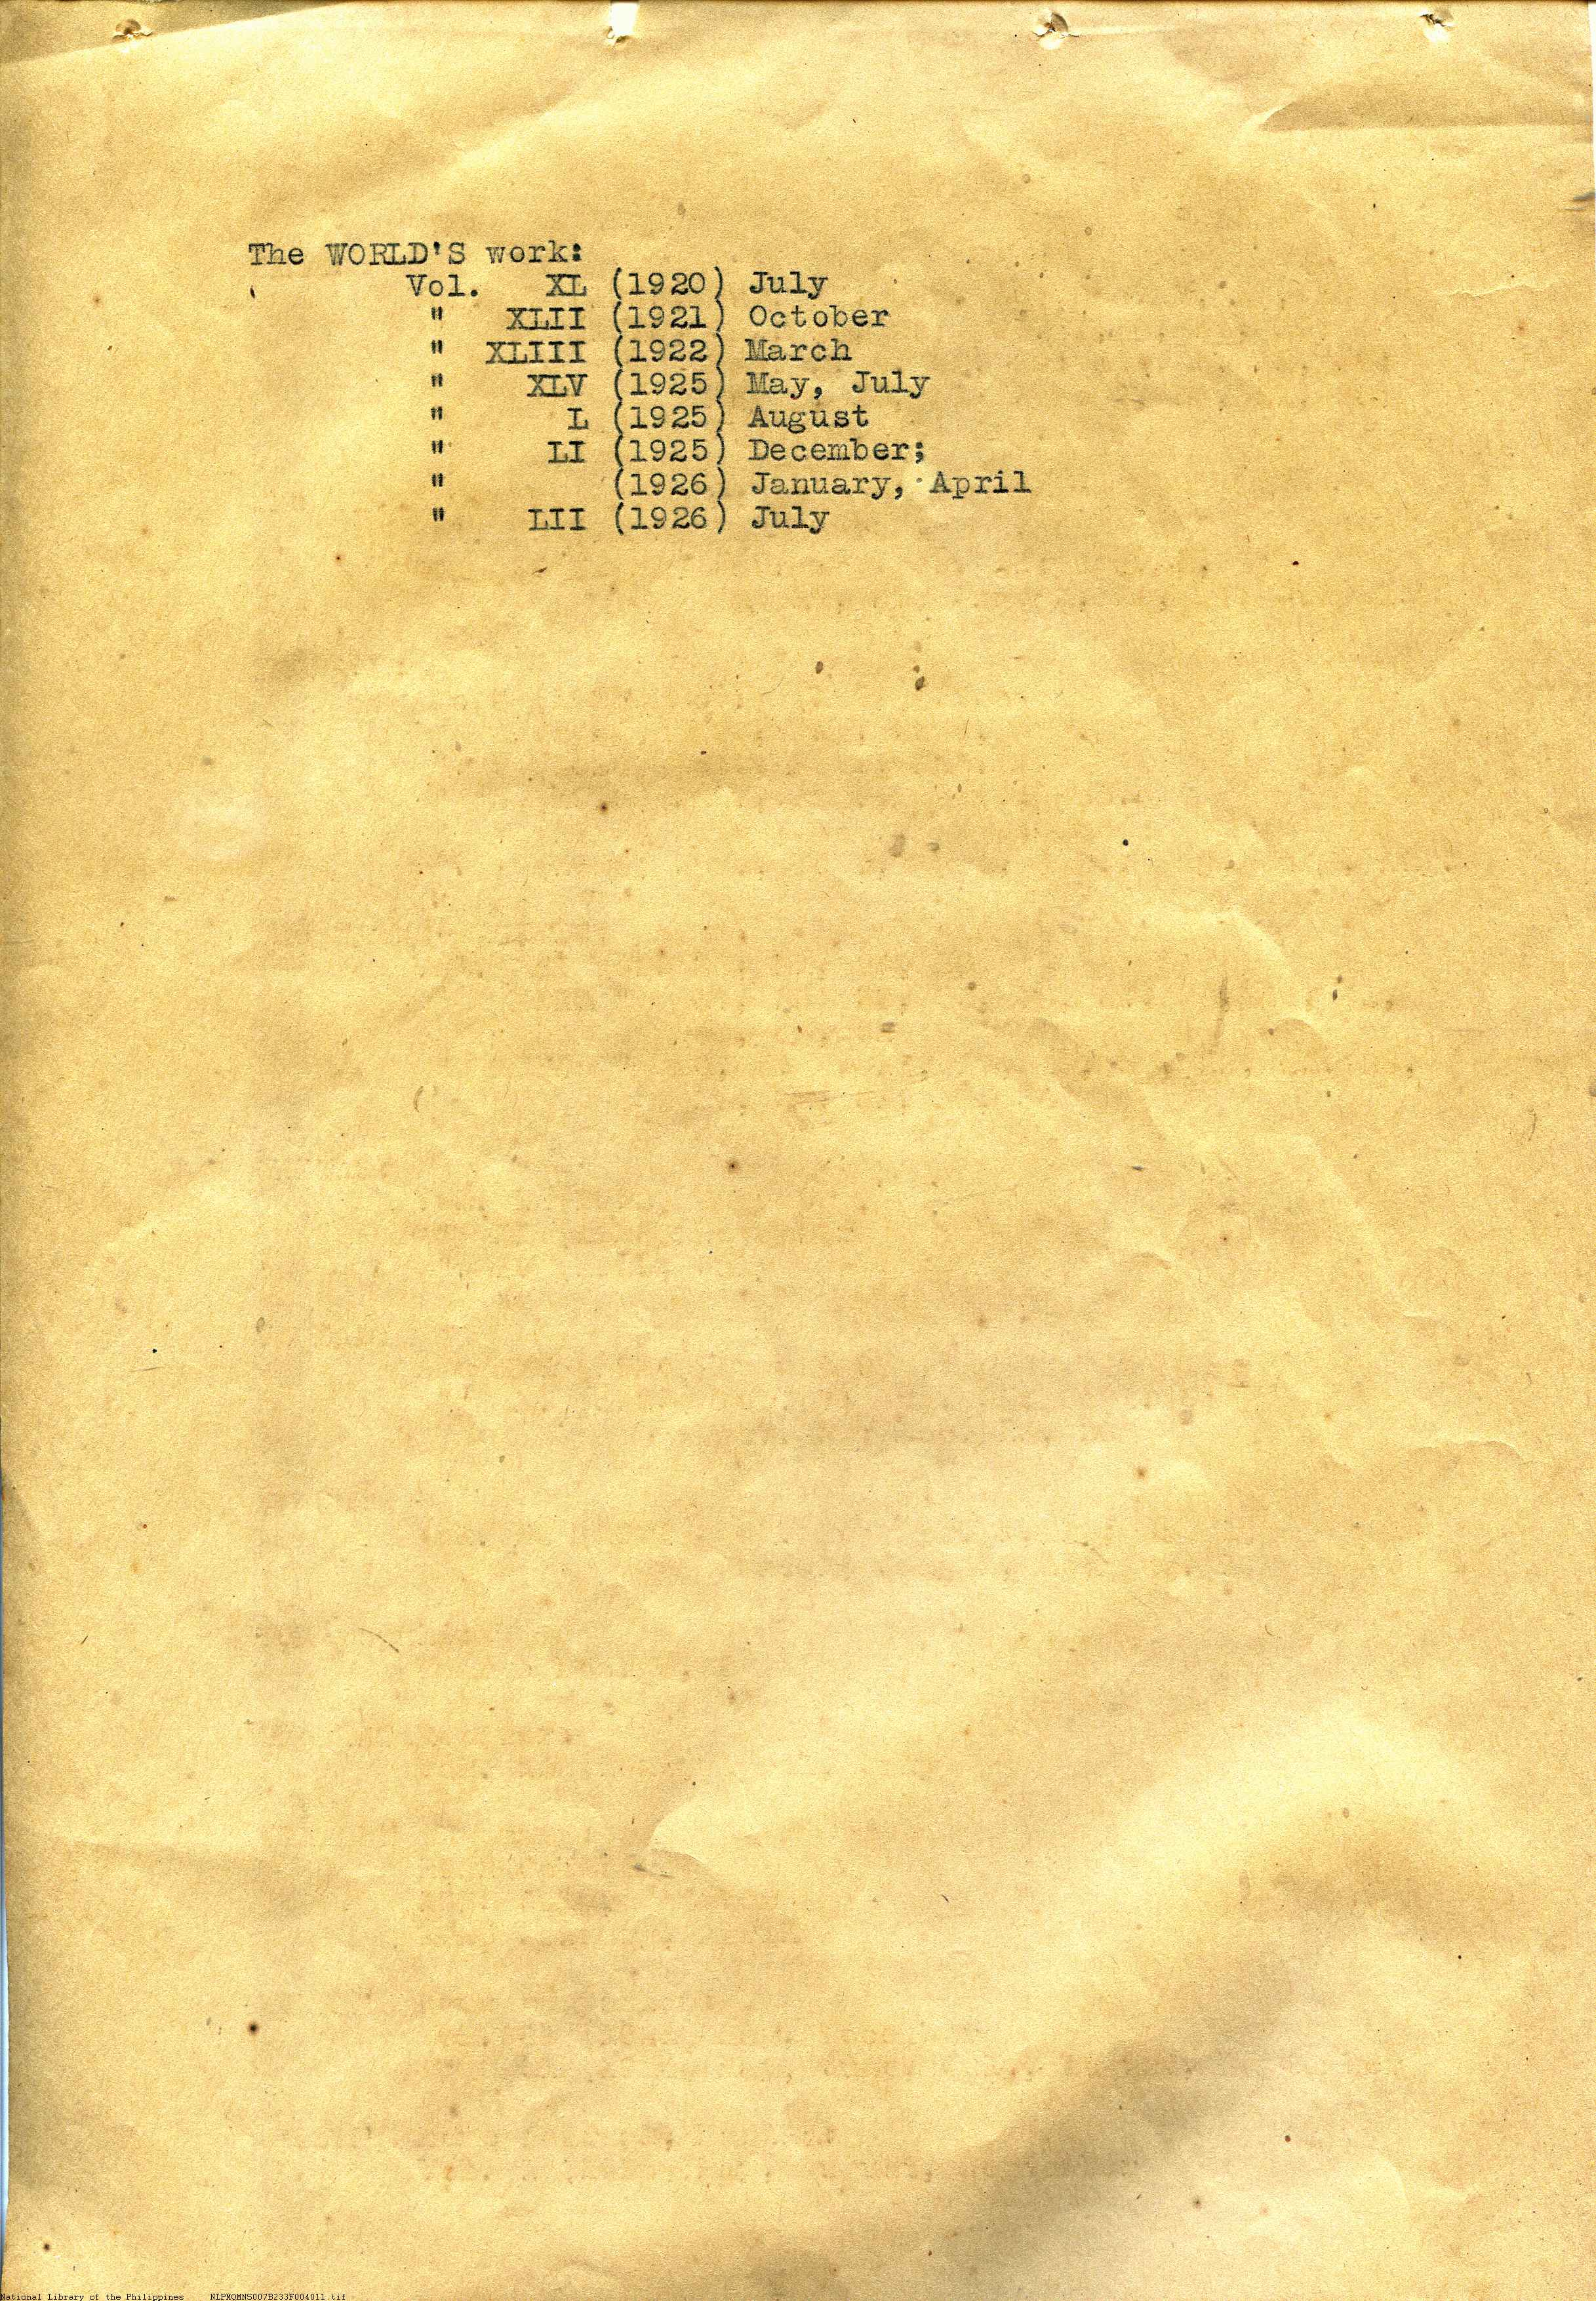 The WORLD'S work:
Vol. XL (1920) July
" XLII (1921) October
" XLIII (1922) March
" XLV (1925) May, July
" L (1925) August
" LI (1925) December;
" (1926) January, April
" LII (1926) July
National Library of the Philippines NLPMQMNS007B233F004011.tif